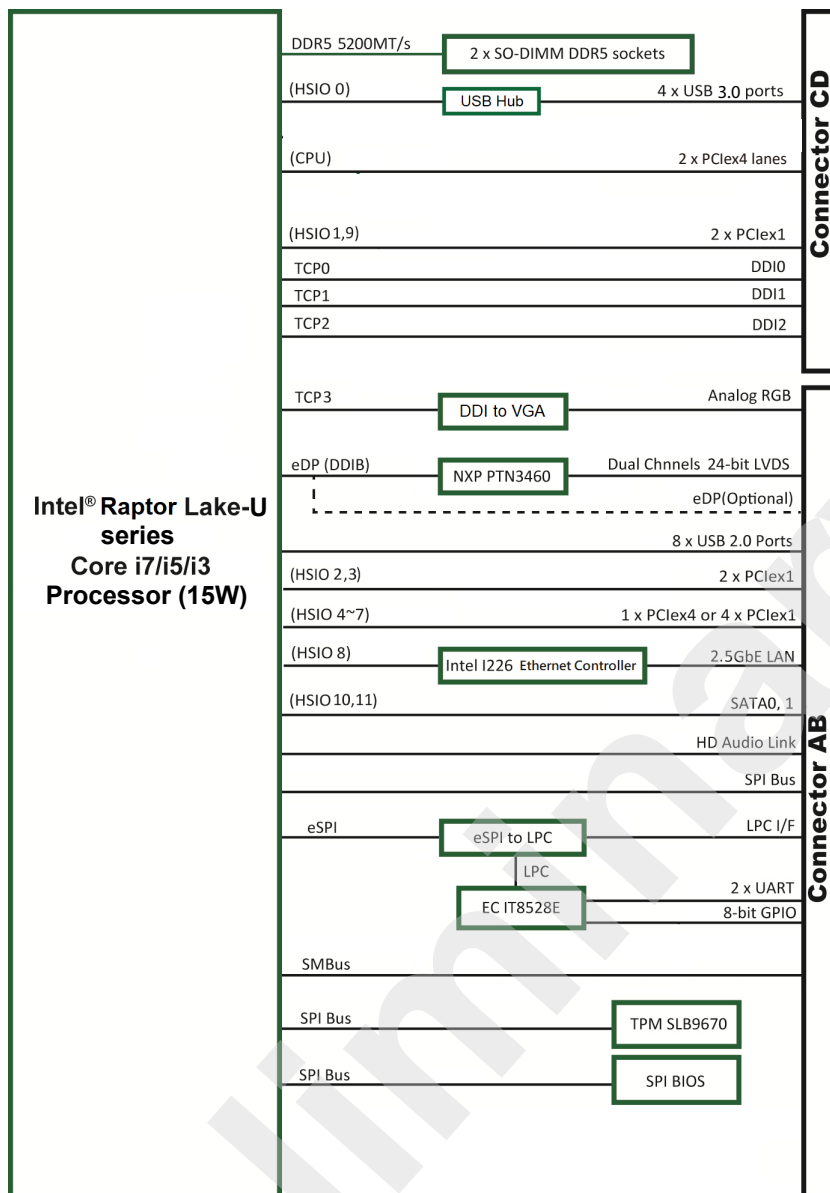 DDR5 5200MT/s
2 x SO-DIMM DDR5 sockets
(HSIO 0)
USB Hub
4 x USB 3.0 ports
(CPU)
2 x PCIex4 lanes
(HSIO1,9)
2 x PCIex1
TCP0
DDI0
TCP1
DDI1
TCP2
DDI2
Connector CD
TCP3
DDI to VGA
Analog RGB
eDP (DDIB)
NXP PTN3460
Dual Chnnels 24-bit LVDS
eDP(Optional)
Intel® Raptor Lake-U
series
Core i7/i5/i3
Processor (15W)
8 x USB 2.0 Ports
(HSIO 2,3)
2 x PCIex1
(HSIO 4~7)
1 x PCIex4 or 4 x PCIex1
(HSIO 8)
Intel I226 Ethernet Controller
2.5GbE LAN
(HSIO10,11)
SATA0, 1
HD Audio Link
SPI Bus
eSPI
eSPI to LPC
LPC I/F
LPC
EC IT8528E
2 x UART
8-bit GPIO
Connector AB
SMBus
SPI Bus
TPM SLB9670
SPI Bus
SPI BIOS